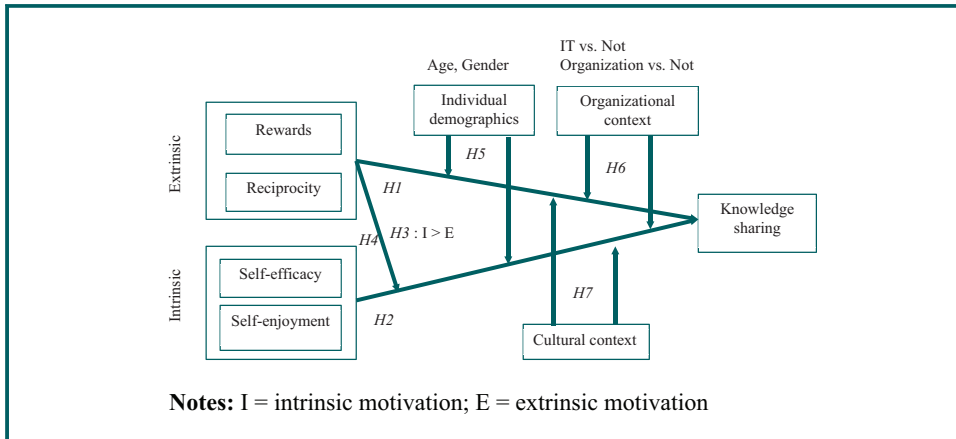 IT vs. Not
Organization vs. Not
Age, Gender
Individual
demographics
Organizational
context
Extrinsic
Rewards
Reciprocity
H5
H6
H1
Knowledge
sharing
H4
H3 : I > E
Intrinsic
Self-efficacy
Self-enjoyment
H2
H7
Cultural context
Notes: I = intrinsic motivation; E = extrinsic motivation